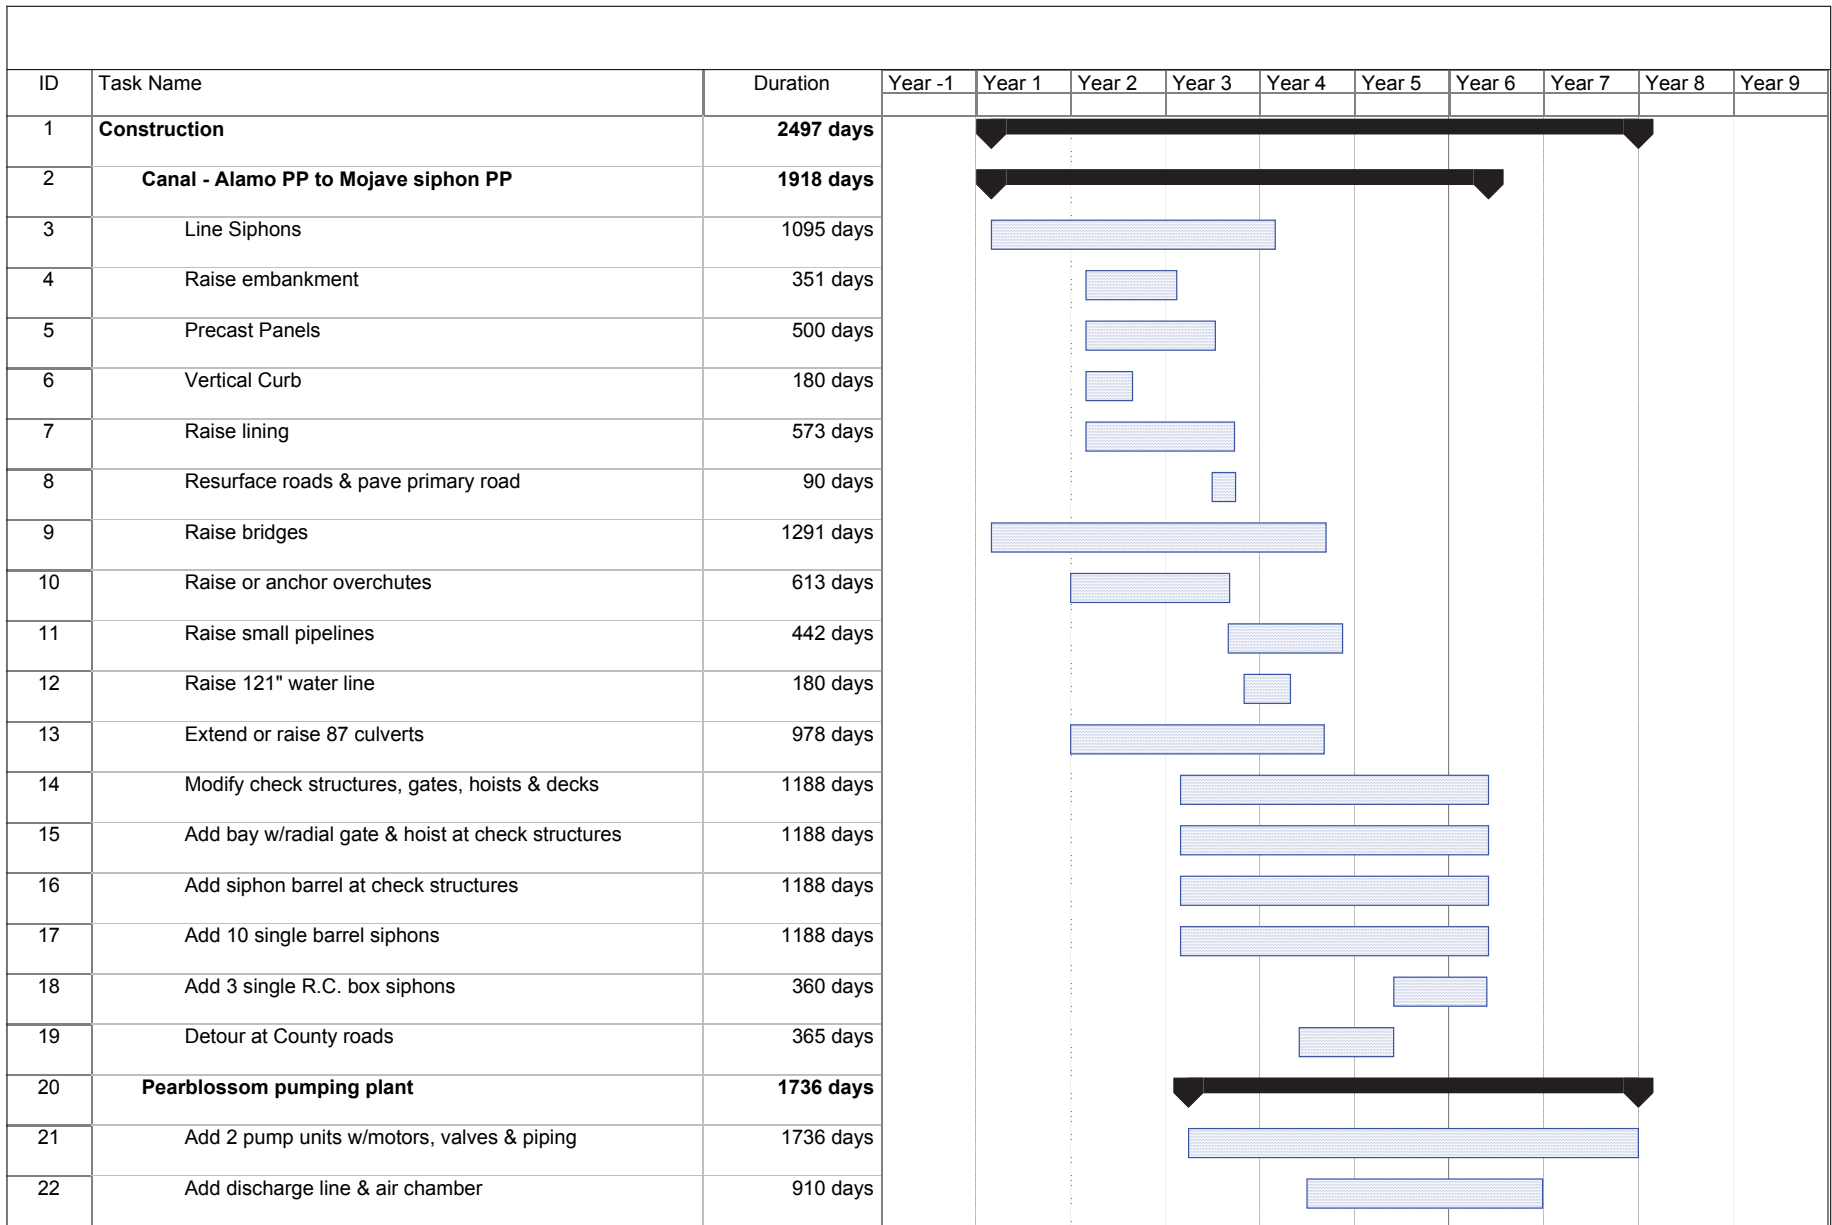 ID Task Name Duration Year -1 Year 1 Year 2 Year 3 Year 4 Year 5 Year 6 Year 7 Year 8 Year 9
1 Construction 2497 days
2 Canal - Alamo PP to Mojave siphon PP 1918 days
3 Line Siphons 1095 days
4 Raise embankment 351 days
5 Precast Panels 500 days
6 Vertical Curb 180 days
7 Raise lining 573 days
8 Resurface roads & pave primary road 90 days
9 Raise bridges 1291 days
10 Raise or anchor overchutes 613 days
11 Raise small pipelines 442 days
12 Raise 121" water line 180 days
13 Extend or raise 87 culverts 978 days
14 Modify check structures, gates, hoists & decks 1188 days
15 Add bay w/radial gate & hoist at check structures 1188 days
16 Add siphon barrel at check structures 1188 days
17 Add 10 single barrel siphons 1188 days
18 Add 3 single R.C. box siphons 360 days
19 Detour at County roads 365 days
20 Pearblossom pumping plant 1736 days
21 Add 2 pump units w/motors, valves & piping 1736 days
22 Add discharge line & air chamber 910 days